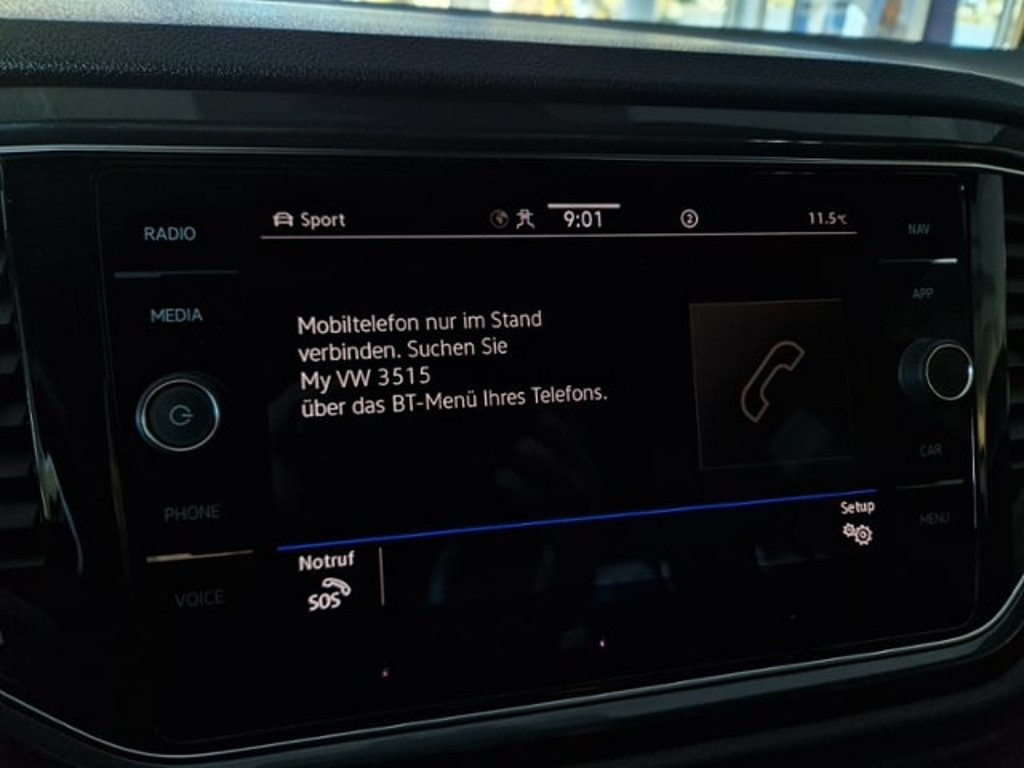 RADIO
Sport
9:01
2
11.5°C
NAV
MEDIA
APP
Mobiltelefon nur im Stand
verbinden. Suchen Sie
My VW 3515
über das BT-Menü Ihres Telefons.
CAR
PHONE
Setup
MENU
Notruf
SOS
VOICE